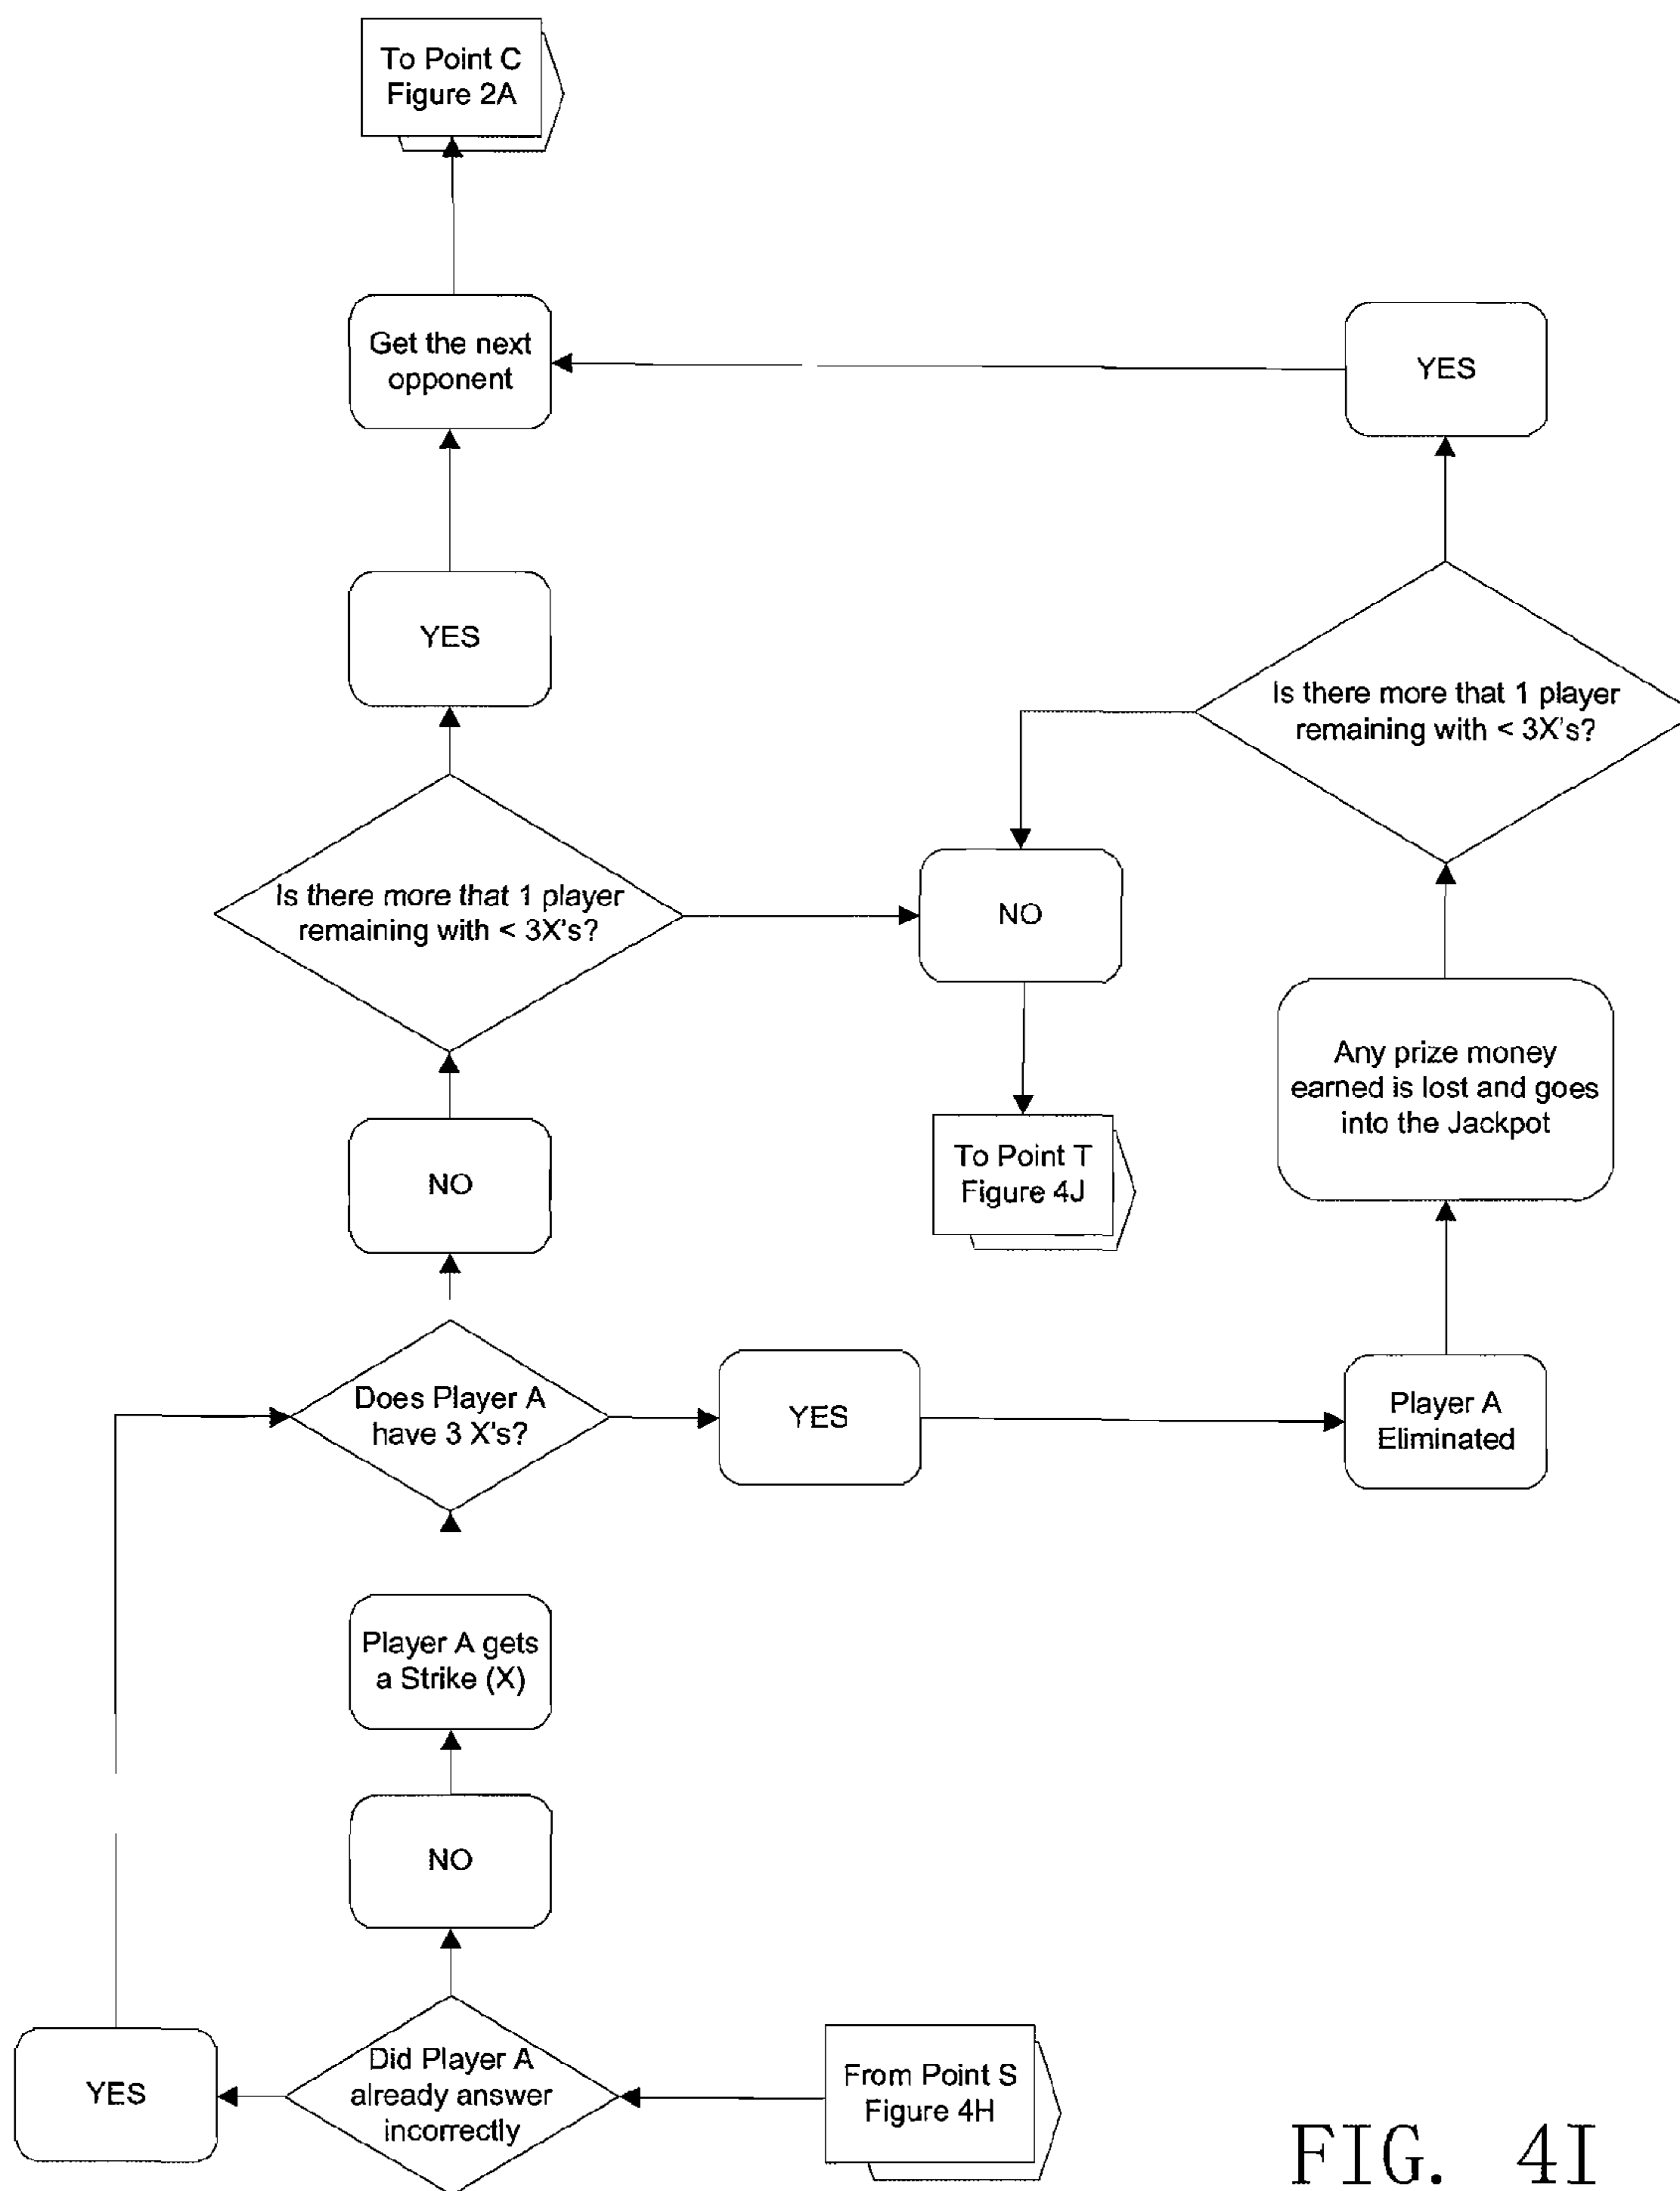 To Point C
Figure 2A
Get the next
opponent
YES
YES
Is there more that 1 player
remaining with < 3X's?
Is there more that 1 player
remaining with < 3X's?
NO
Any prize money
earned is lost and goes
into the Jackpot
To Point T
Figure 4J
NO
Does Player A
have 3 X's?
YES
Player A
Eliminated
Player A gets
a Strike (X)
NO
YES
Did Player A
already answer
incorrectly
From Point S
Figure 4H
FIG. 4I